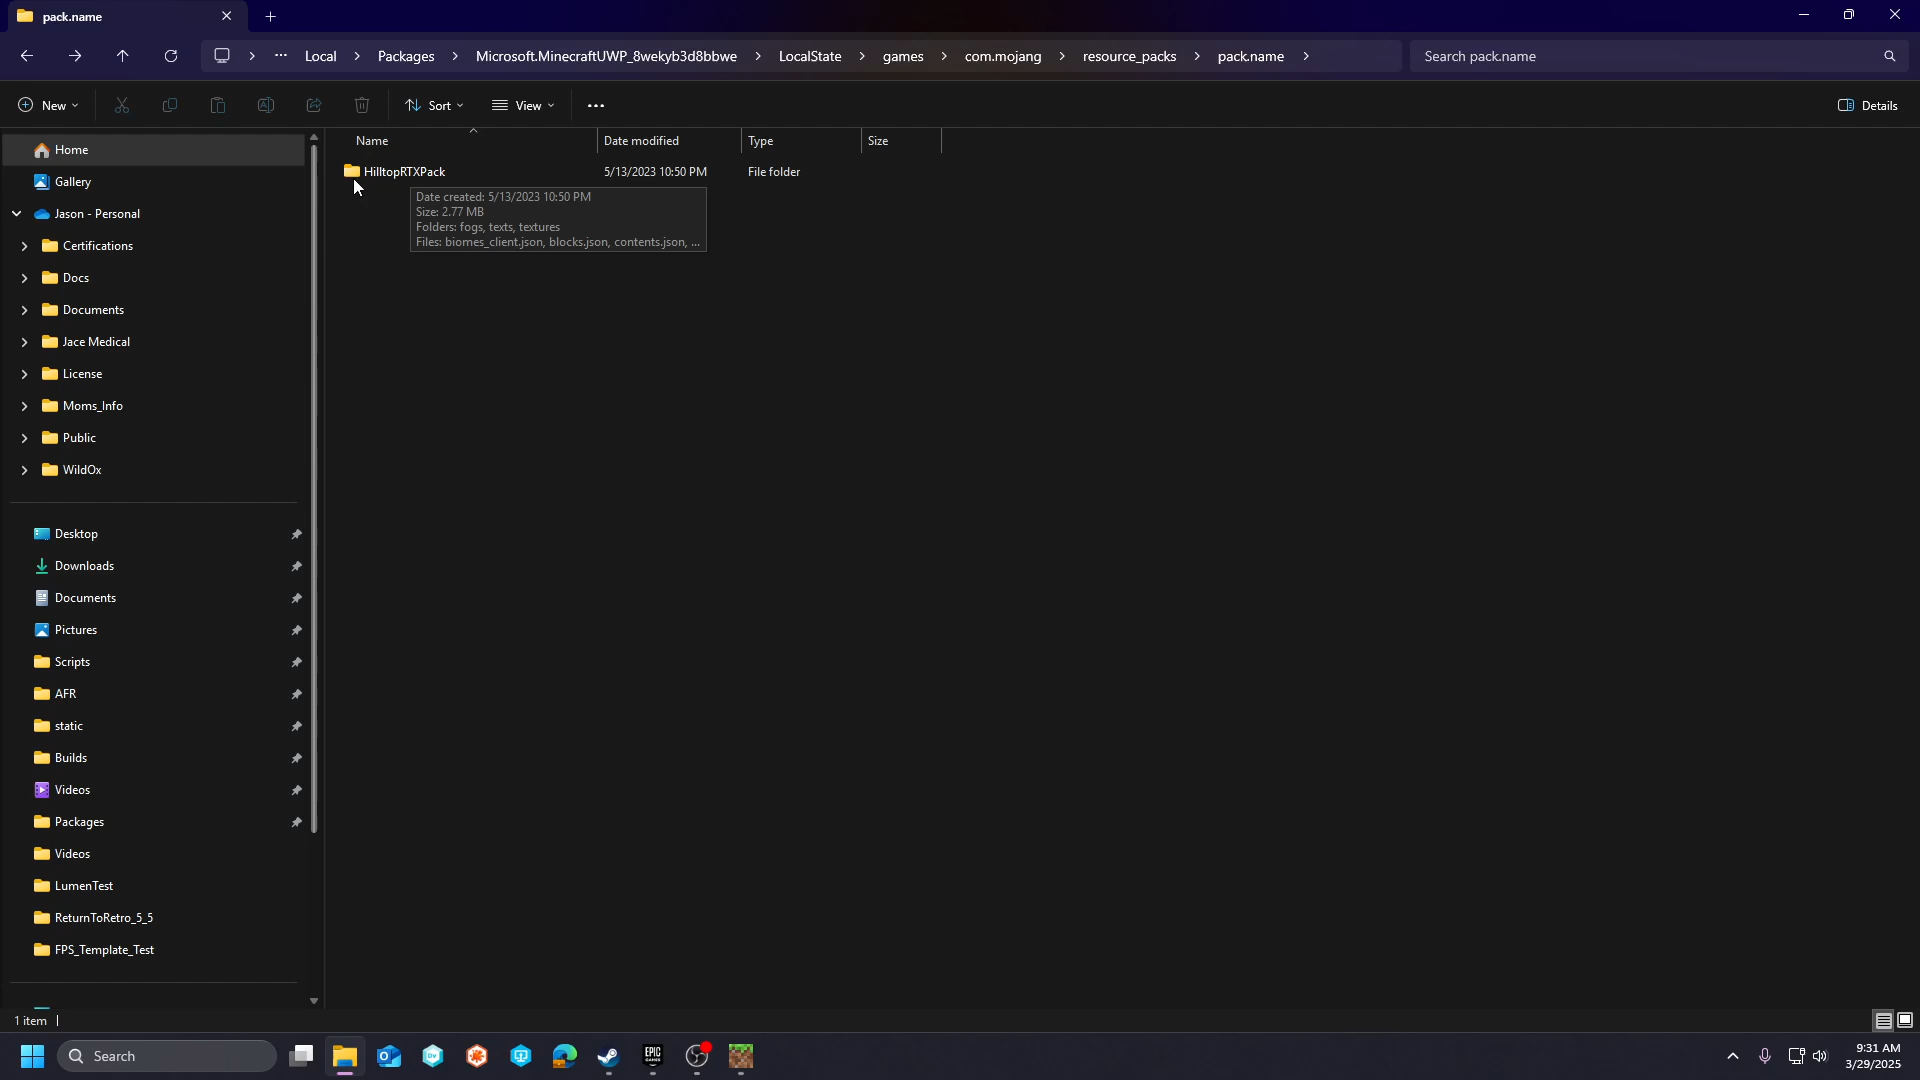 pack.name
Local
Packages
Microsoft.MinecraftUWP_8wekyb3d8bbwe
LocalState
games
com.mojang
resource_packs
pack.name
Search pack.name
New
Sort
View
Details
Name
Date modified
Type
Size
HilltopRTXPack
5/13/2023 10:50 PM
File folder
Date created: 5/13/2023 10:50 PM
Size: 2.77 MB
Folders: fogs, texts, textures
Files: biomes_client.json, blocks.json, contents.json, ...
Home
Gallery
Jason - Personal
Certifications
Docs
Documents
Jace Medical
License
Moms_Info
Public
WildOx
Desktop
Downloads
Documents
Pictures
Scripts
AFR
static
Builds
Videos
Packages
Videos
LumenTest
ReturnToRetro_5_5
FPS_Template_Test
1 item
Search
EPIC
GAMES
9:31 AM
3/29/2025